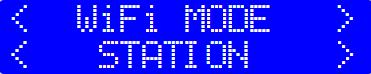 < WiFi MODE >
< STATION >